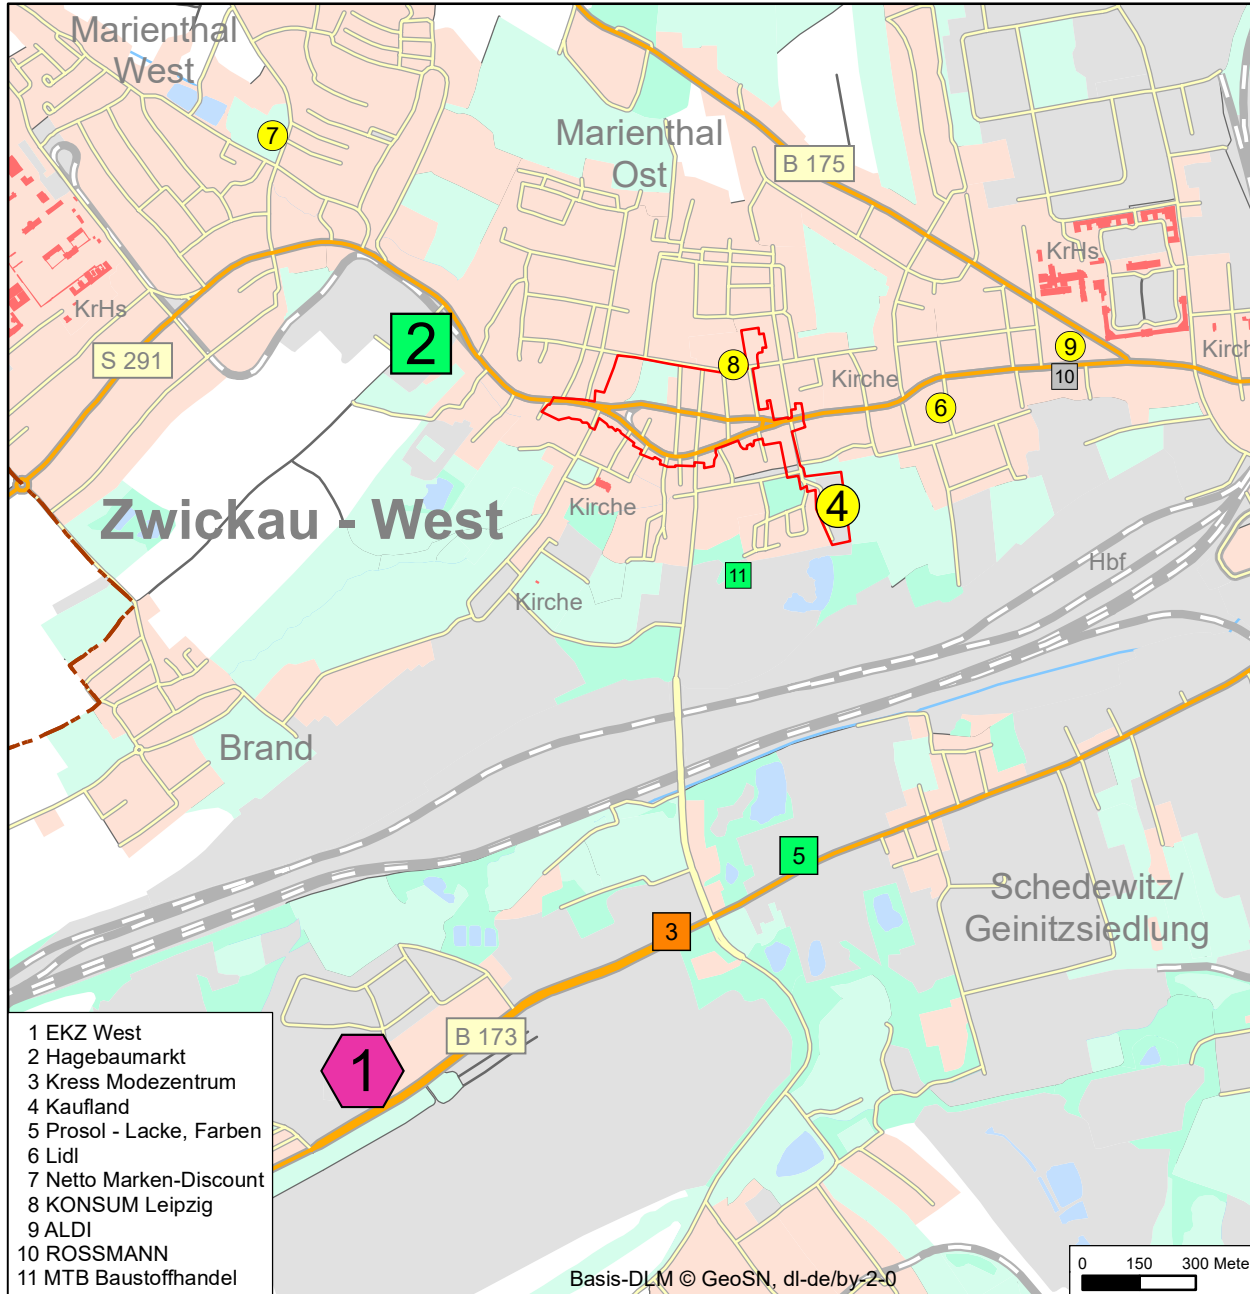 Marienthal
West
7
Marienthal
Ost
B 175
KrHs
KrHs
S 291
2
8
9
10
Kirche
Kirch
6
Zwickau - West
Kirche
4
11
Hbf
Kirche
Brand
5
Schedewitz/
Geinitzsiedlung
3
B 173
1
1 EKZ West
2 Hagebaumarkt
3 Kress Modezentrum
4 Kaufland
5 Prosol - Lacke, Farben
6 Lidl
7 Netto Marken-Discount
8 KONSUM Leipzig
9 ALDI
10 ROSSMANN
11 MTB Baustoffhandel
Basis-DLM © GeoSN, dl-de/by-2-0
0 150 300 Mete